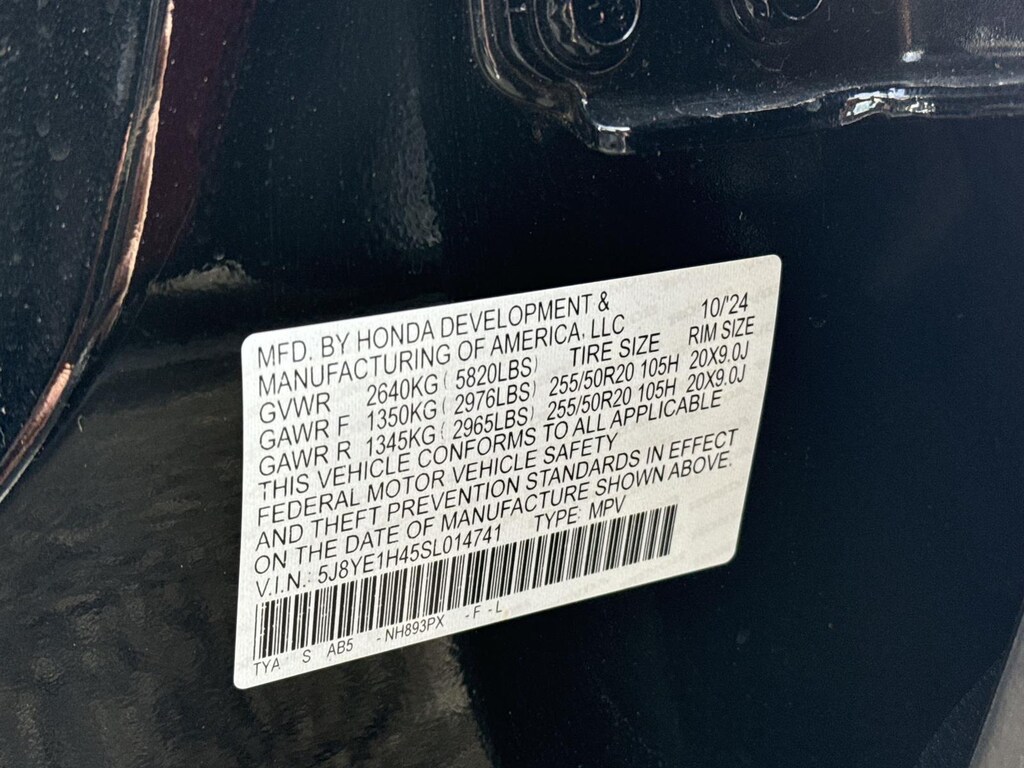 MFD. BY HONDA DEVELOPMENT & 10/'24
MANUFACTURING OF AMERICA, LLC
GVWR 2640KG ( 5820LBS) TIRE SIZE RIM SIZE
GAWR F 1350KG ( 2976LBS) 255/50R20 105H 20X9.0J
GAWR R 1345KG ( 2965LBS) 255/50R20 105H 20X9.0J
THIS VEHICLE CONFORMS TO ALL APPLICABLE
FEDERAL MOTOR VEHICLE SAFETY
AND THEFT PREVENTION STANDARDS IN EFFECT
ON THE DATE OF MANUFACTURE SHOWN ABOVE.
V.I.N.: 5J8YE1H45SL014741 TYPE: MPV
TYA S AB5 -NH893PX -F -L